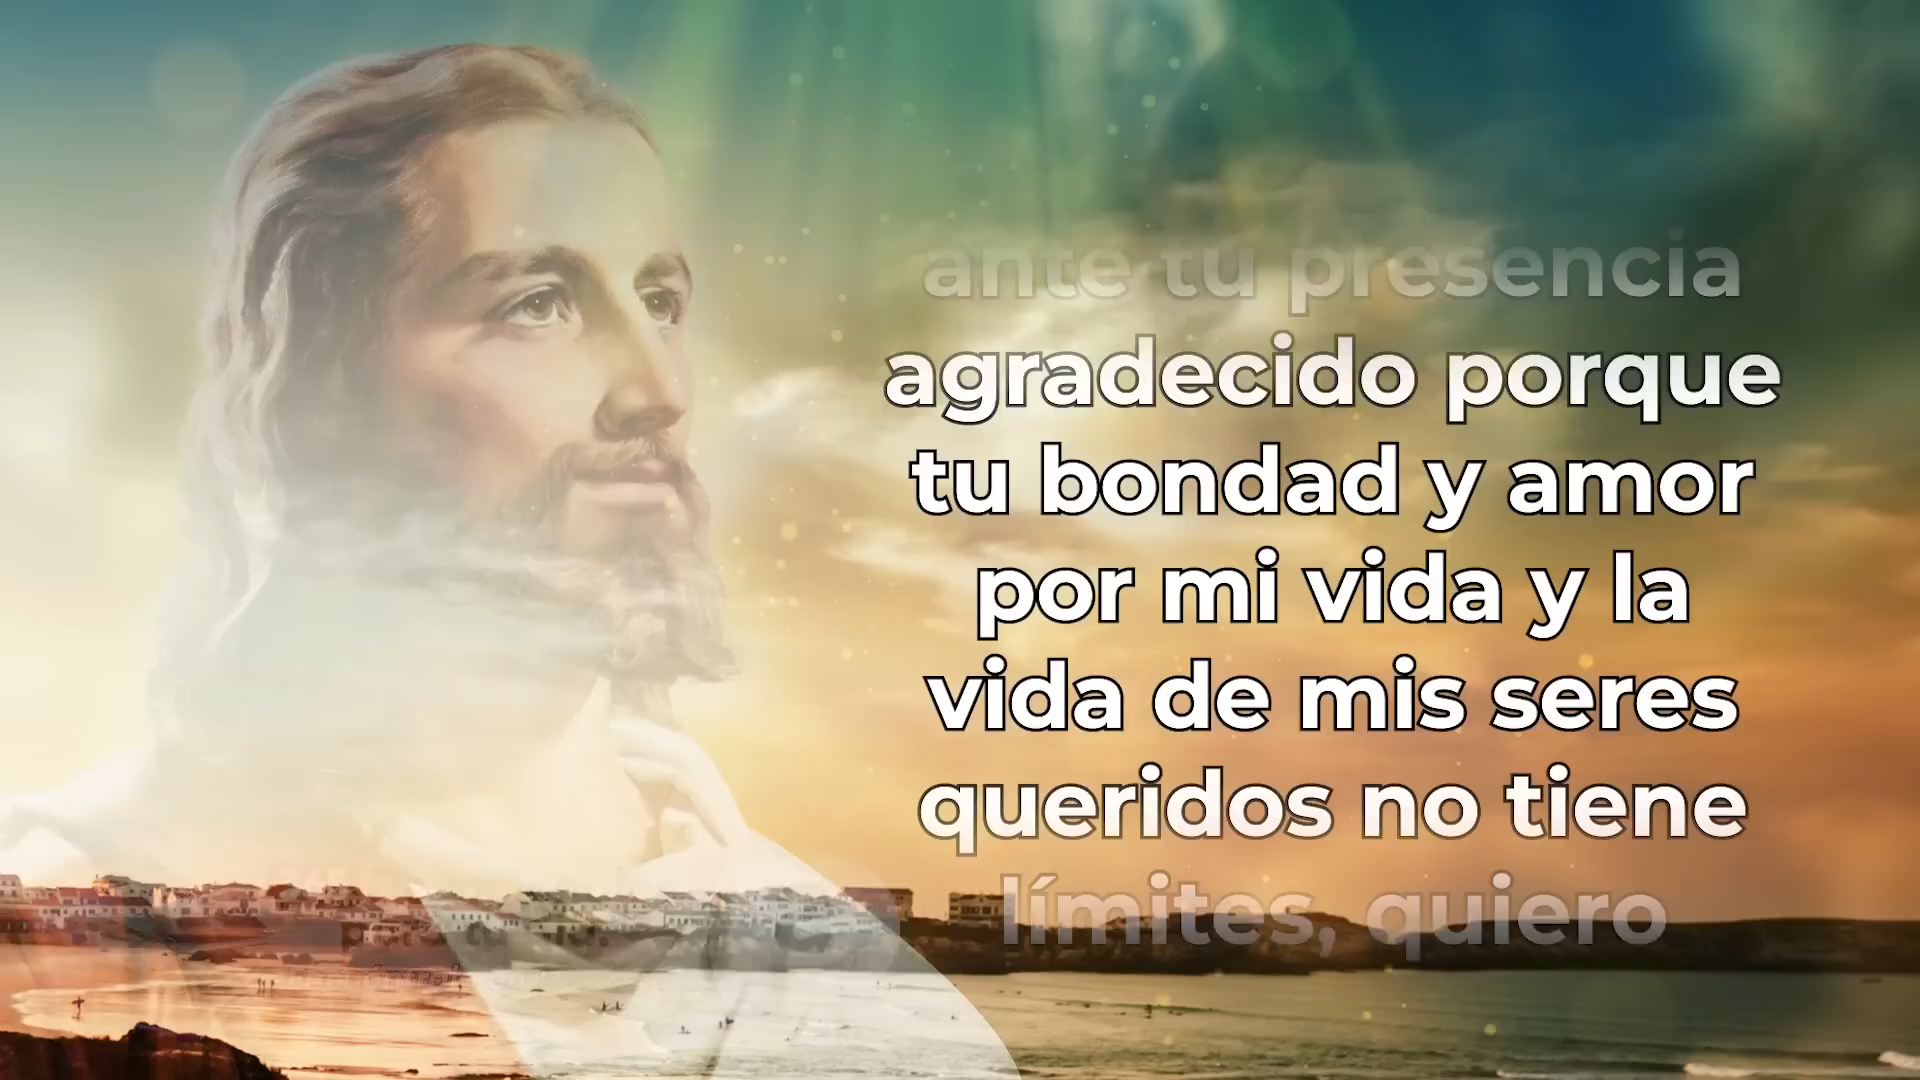 ante tu presencia
agradecido porque
tu bondad y amor
por mi vida y la
vida de mis seres
queridos no tiene
límites, quiero